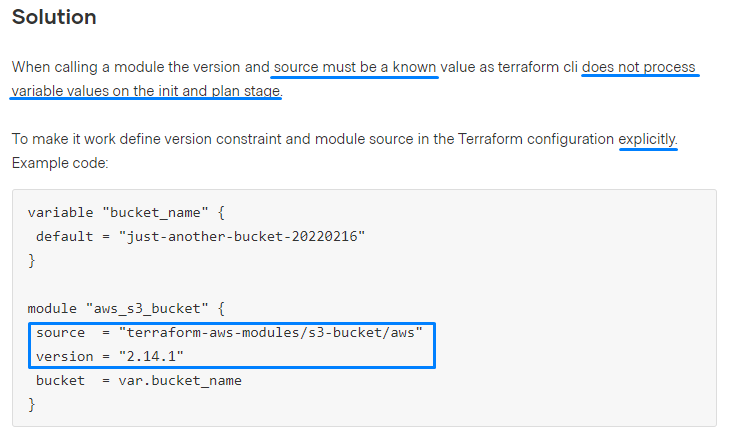 Solution
When calling a module the version and source must be a known value as terraform cli does not process
variable values on the init and plan stage.
To make it work define version constraint and module source in the Terraform configuration explicitly.
Example code:
variable "bucket_name" {
 default = "just-another-bucket-20220216"
}
module "aws_s3_bucket" {
 source  = "terraform-aws-modules/s3-bucket/aws"
 version = "2.14.1"
 bucket  = var.bucket_name
}